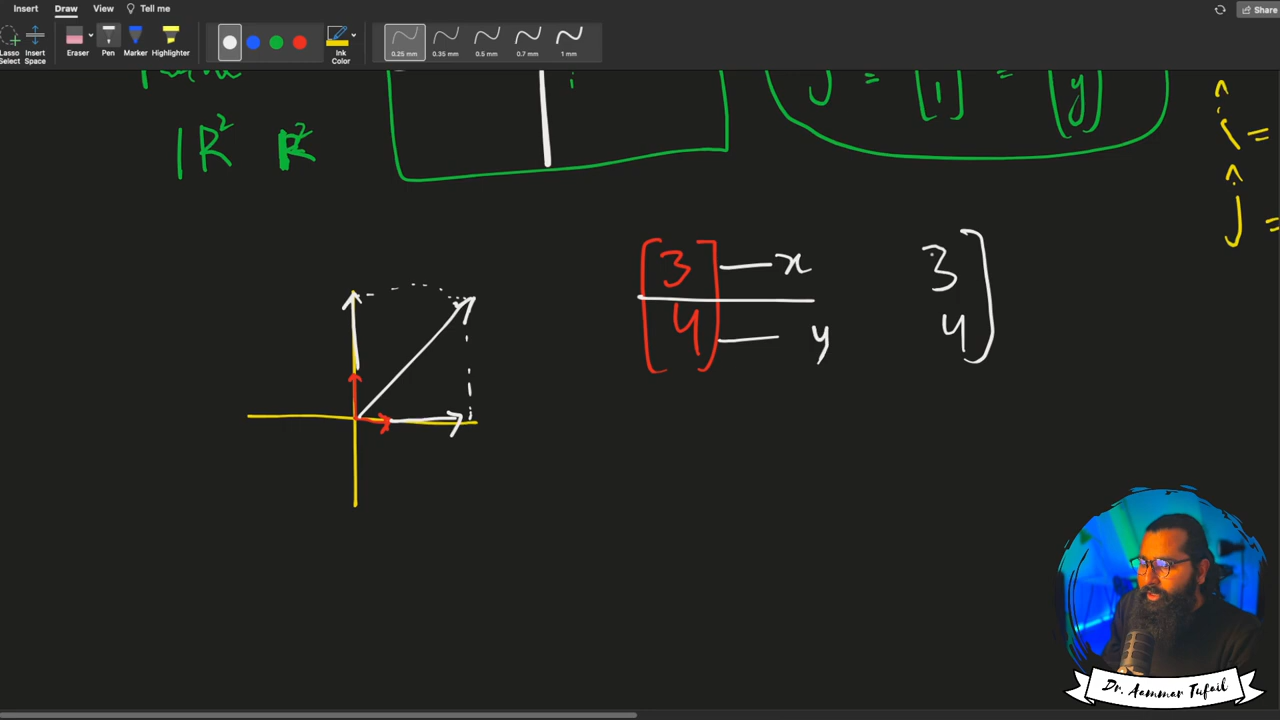 Insert Draw View Tell me
Share
Lasso Select
Insert Space
Eraser
Pen
Marker
Highlighter
Ink Color
0.25 mm
0.35 mm
0.5 mm
0.7 mm
1 mm
ĵ = [1] = [y]
î =
ĵ =
ℝ² ℝ²
[3 — x
4] — y
3
4]
Dr. Aammar Tufail